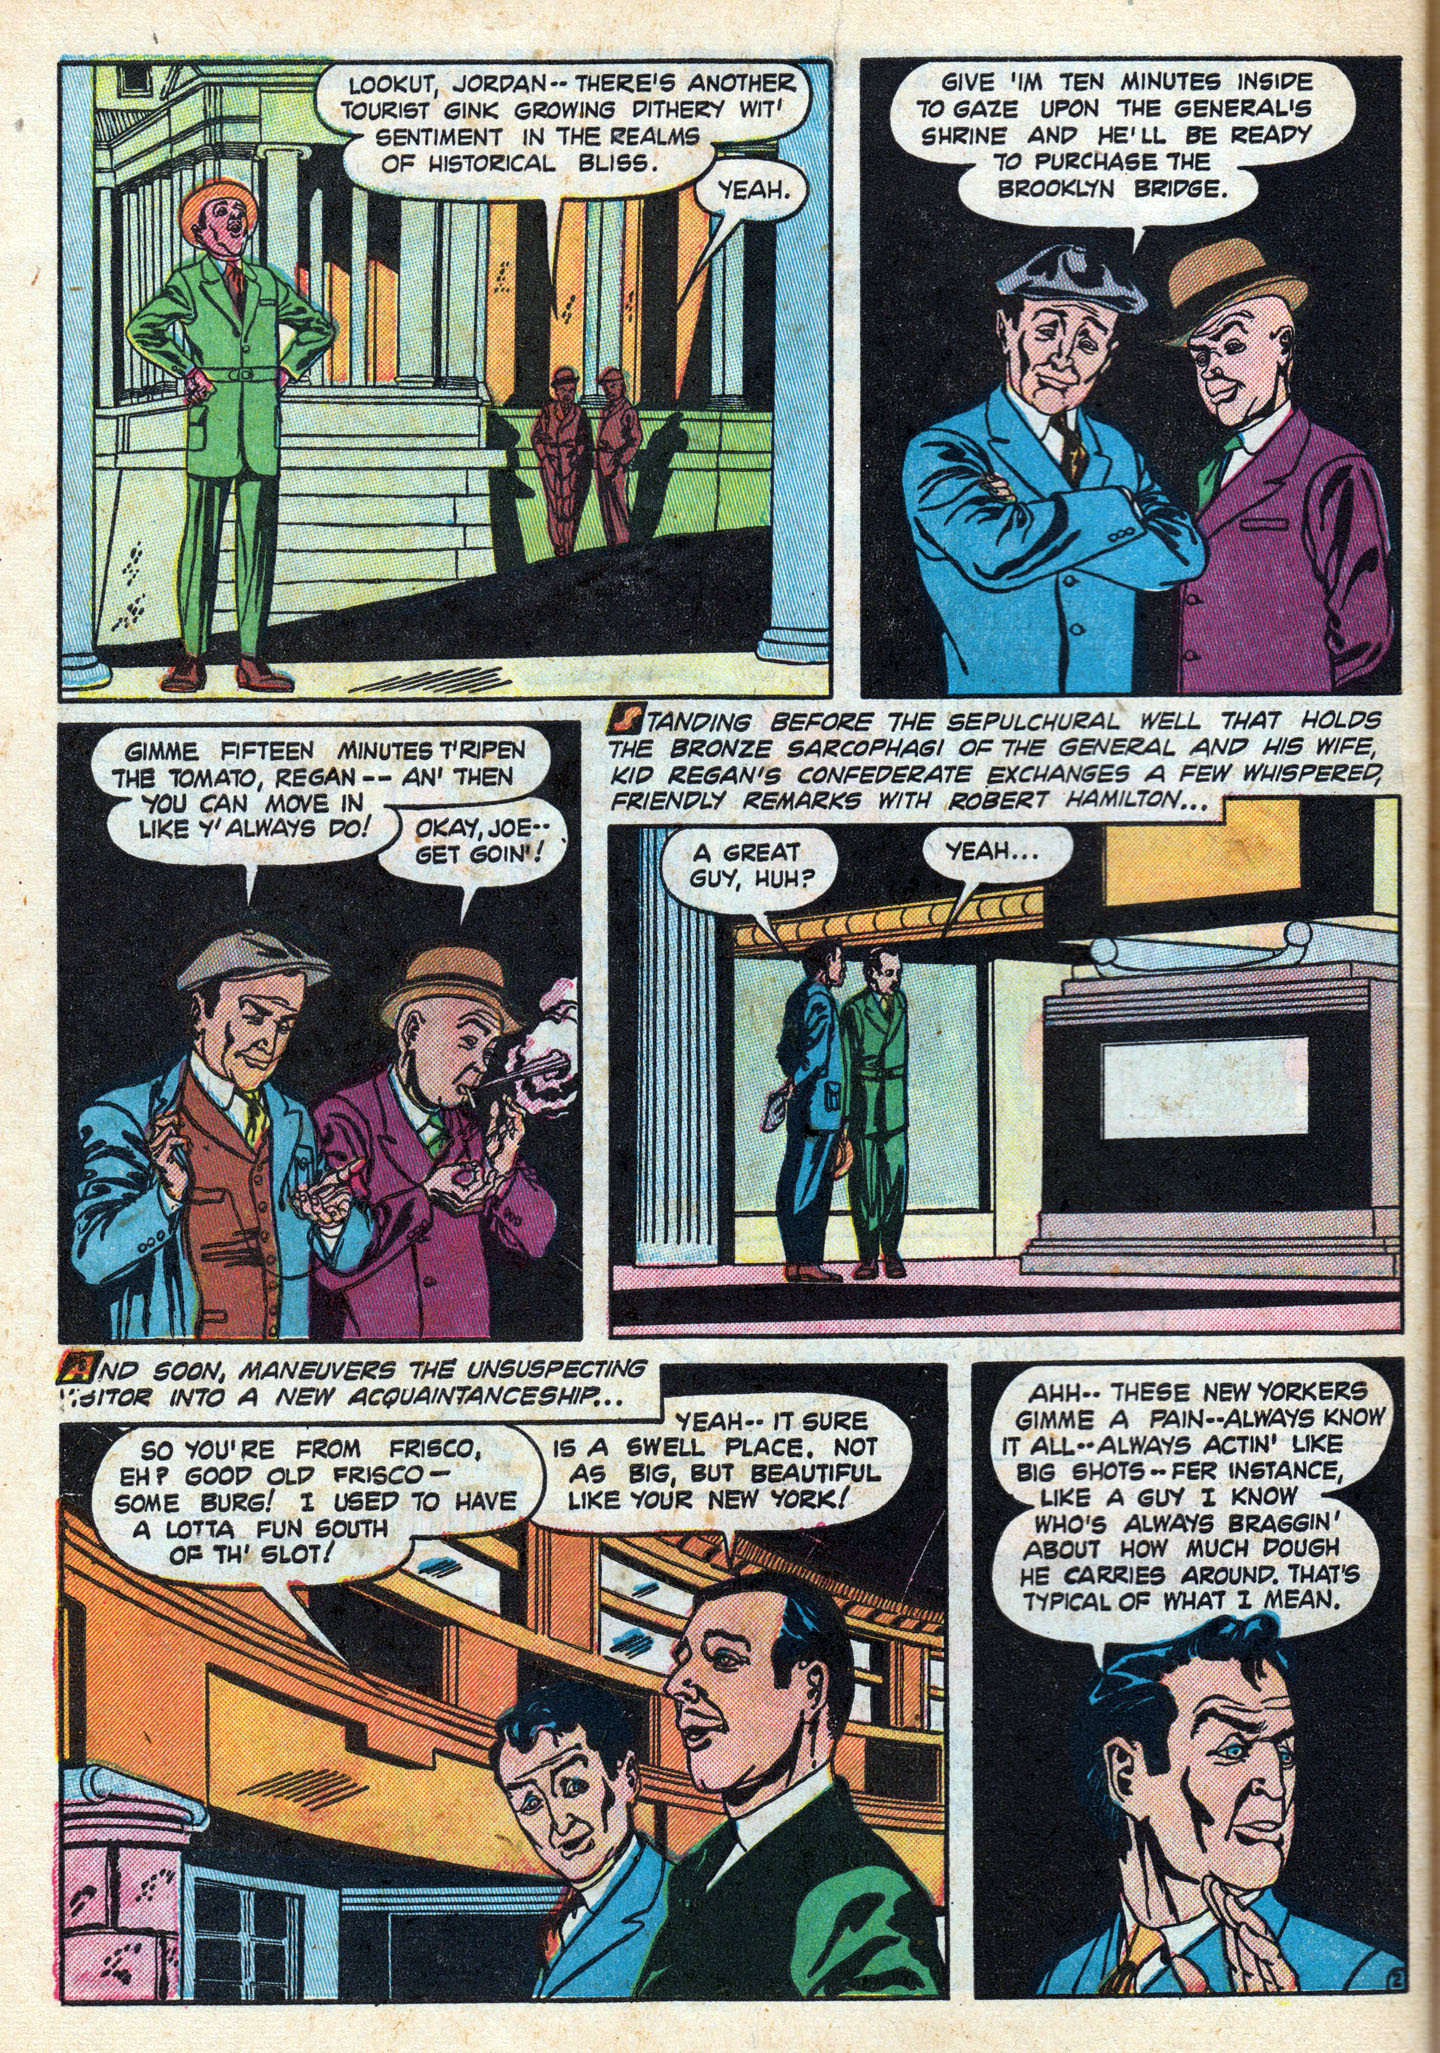 LOOKUT, JORDAN-- THERE'S ANOTHER
TOURIST GINK GROWING DITHERY WIT'
SENTIMENT IN THE REALMS
OF HISTORICAL BLISS.
YEAH.
GIVE 'IM TEN MINUTES INSIDE
TO GAZE UPON THE GENERAL'S
SHRINE AND HE'LL BE READY
TO PURCHASE THE
BROOKLYN BRIDGE.
GIMME FIFTEEN MINUTES T'RIPEN
THE TOMATO, REGAN-- AN' THEN
YOU CAN MOVE IN
LIKE Y'ALWAYS DO!
OKAY, JOE--
GET GOIN'!
STANDING BEFORE THE SEPULCHURAL WELL THAT HOLDS
THE BRONZE SARCOPHAGI OF THE GENERAL AND HIS WIFE,
KID REGAN'S CONFEDERATE EXCHANGES A FEW WHISPERED,
FRIENDLY REMARKS WITH ROBERT HAMILTON...
A GREAT
GUY, HUH?
YEAH...
AND SOON, MANEUVERS THE UNSUSPECTING
VISITOR INTO A NEW ACQUAINTANCESHIP...
SO YOU'RE FROM FRISCO,
EH? GOOD OLD FRISCO--
SOME BURG! I USED TO HAVE
A LOTTA FUN SOUTH
OF TH' SLOT!
YEAH-- IT SURE
IS A SWELL PLACE. NOT
AS BIG, BUT BEAUTIFUL
LIKE YOUR NEW YORK!
AHH-- THESE NEW YORKERS
GIMME A PAIN--ALWAYS KNOW
IT ALL--ALWAYS ACTIN' LIKE
BIG SHOTS-- FER INSTANCE,
LIKE A GUY I KNOW
WHO'S ALWAYS BRAGGIN'
ABOUT HOW MUCH DOUGH
HE CARRIES AROUND. THAT'S
TYPICAL OF WHAT I MEAN.
2